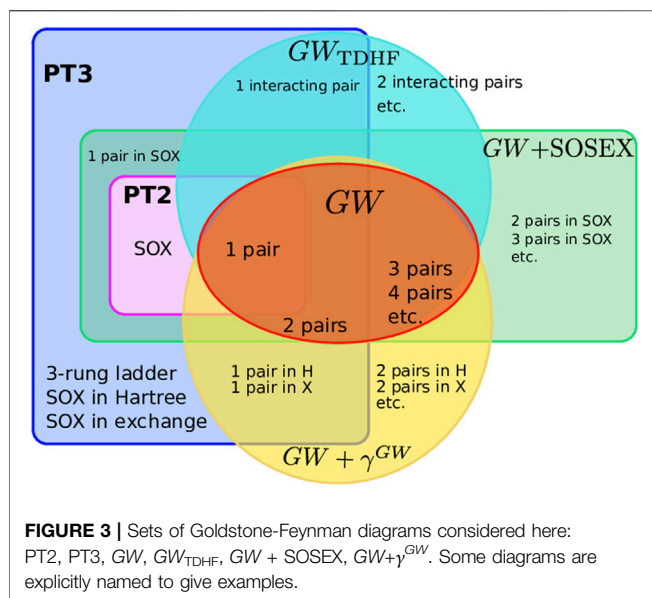 GW_TDHF
PT3
1 interacting pair
2 interacting pairs
etc.
1 pair in SOX
GW+SOSEX
PT2
GW
SOX
1 pair
2 pairs in SOX
3 pairs in SOX
etc.
3 pairs
4 pairs
etc.
2 pairs
3-rung ladder
SOX in Hartree
SOX in exchange
1 pair in H
1 pair in X
2 pairs in H
2 pairs in X
etc.
GW + γ^GW
FIGURE 3 | Sets of Goldstone-Feynman diagrams considered here:
PT2, PT3, GW, GW_TDHF, GW + SOSEX, GW+γ^GW. Some diagrams are
explicitly named to give examples.